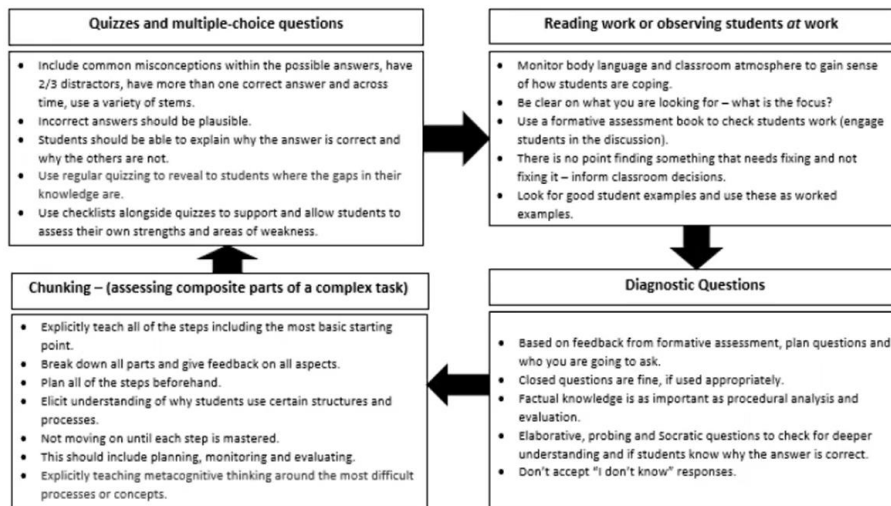 Quizzes and multiple-choice questions
• Include common misconceptions within the possible answers, have
2/3 distractors, have more than one correct answer and across
time, use a variety of stems.
• Incorrect answers should be plausible.
• Students should be able to explain why the answer is correct and
why the others are not.
• Use regular quizzing to reveal to students where the gaps in their
knowledge are.
• Use checklists alongside quizzes to support and allow students to
assess their own strengths and areas of weakness.
Reading work or observing students at work
• Monitor body language and classroom atmosphere to gain sense
of how students are coping.
• Be clear on what you are looking for – what is the focus?
• Use a formative assessment book to check students work (engage
students in the discussion).
• There is no point finding something that needs fixing and not
fixing it – inform classroom decisions.
• Look for good student examples and use these as worked
examples.
Chunking – (assessing composite parts of a complex task)
• Explicitly teach all of the steps including the most basic starting
point.
• Break down all parts and give feedback on all aspects.
• Plan all of the steps beforehand.
• Elicit understanding of why students use certain structures and
processes.
• Not moving on until each step is mastered.
• This should include planning, monitoring and evaluating.
• Explicitly teaching metacognitive thinking around the most difficult
processes or concepts.
Diagnostic Questions
• Based on feedback from formative assessment, plan questions and
who you are going to ask.
• Closed questions are fine, if used appropriately.
• Factual knowledge is as important as procedural analysis and
evaluation.
• Elaborative, probing and Socratic questions to check for deeper
understanding and if students know why the answer is correct.
• Don't accept "I don't know" responses.